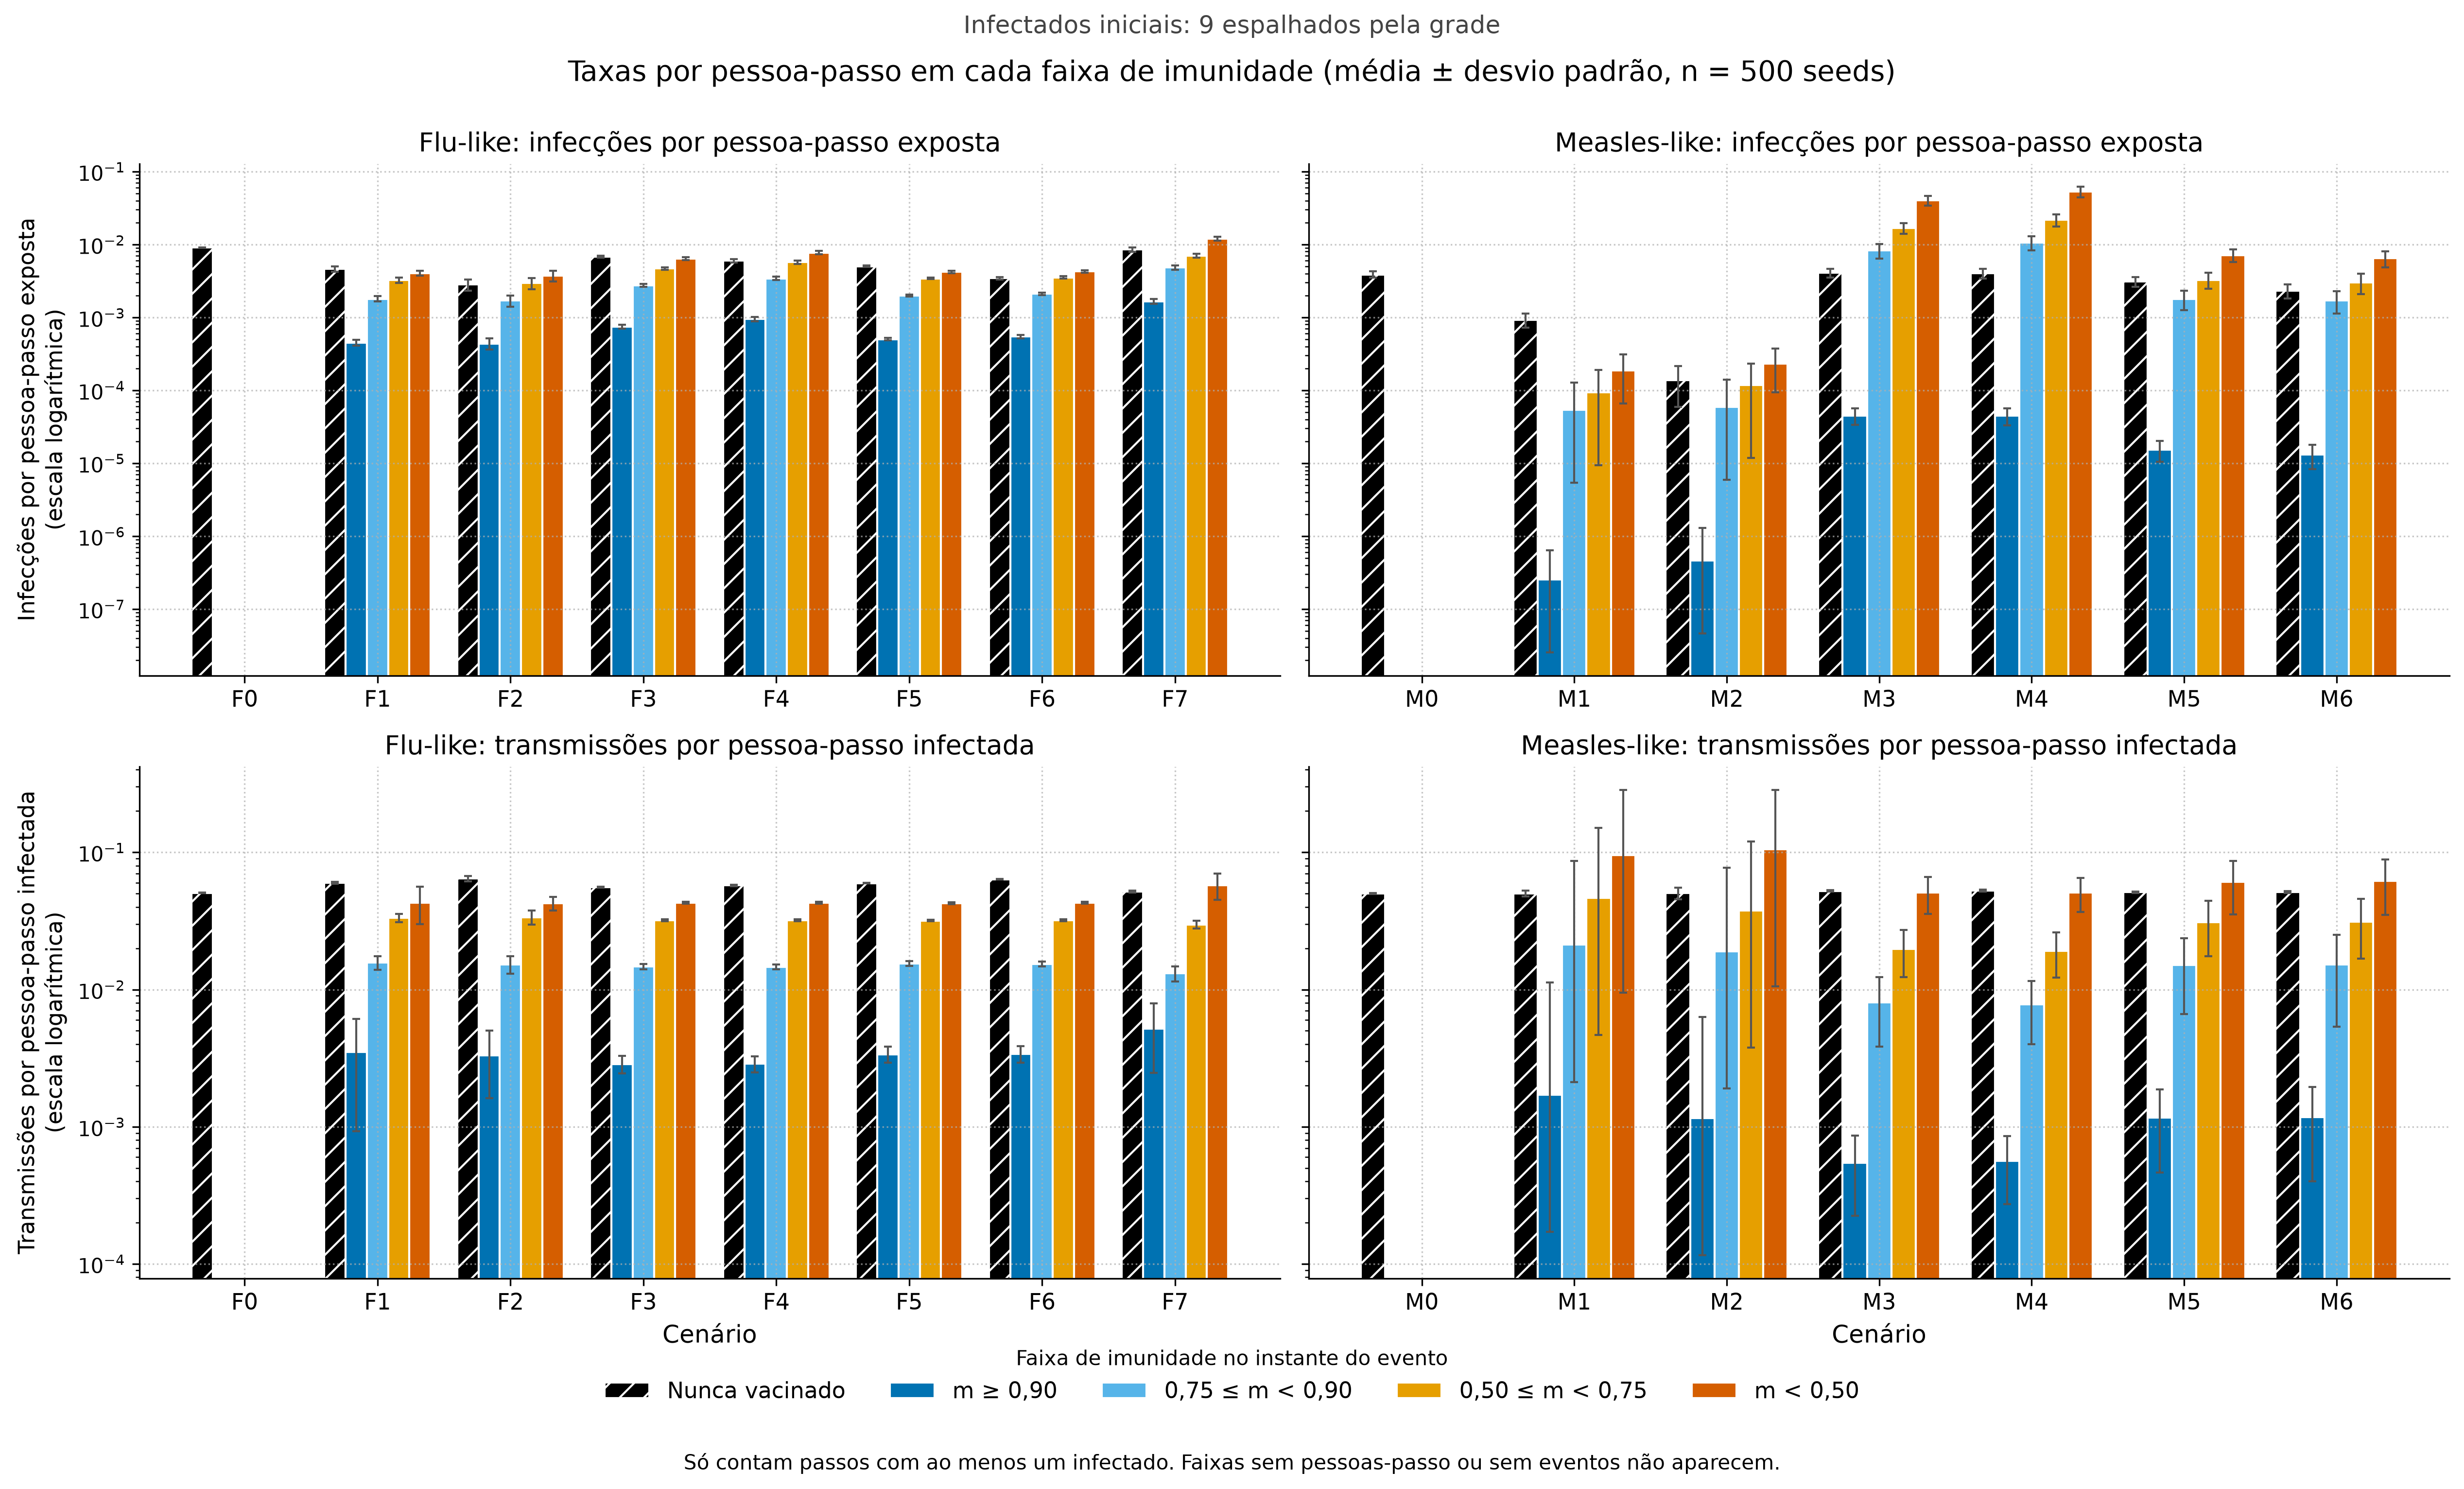 Infectados iniciais: 9 espalhados pela grade
Taxas por pessoa-passo em cada faixa de imunidade (média ± desvio padrão, n = 500 seeds)
Flu-like: infecções por pessoa-passo exposta
Measles-like: infecções por pessoa-passo exposta
Infecções por pessoa-passo exposta
(escala logarítmica)
10⁻¹
10⁻²
10⁻³
10⁻⁴
10⁻⁵
10⁻⁶
10⁻⁷
F0 F1 F2 F3 F4 F5 F6 F7
M0 M1 M2 M3 M4 M5 M6
Flu-like: transmissões por pessoa-passo infectada
Measles-like: transmissões por pessoa-passo infectada
Transmissões por pessoa-passo infectada
(escala logarítmica)
10⁻¹
10⁻²
10⁻³
10⁻⁴
F0 F1 F2 F3 F4 F5 F6 F7
M0 M1 M2 M3 M4 M5 M6
Cenário
Cenário
Faixa de imunidade no instante do evento
Nunca vacinado m ≥ 0,90 0,75 ≤ m < 0,90 0,50 ≤ m < 0,75 m < 0,50
Só contam passos com ao menos um infectado. Faixas sem pessoas-passo ou sem eventos não aparecem.